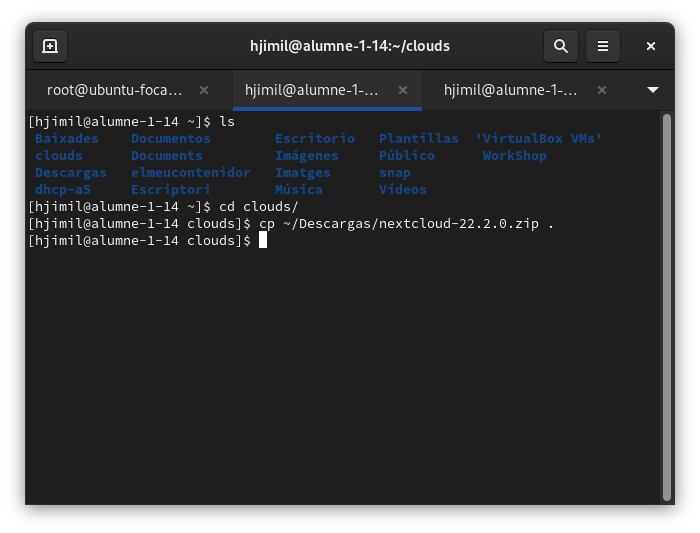 hjimil@alumne-1-14:~/clouds
root@ubuntu-foca... hjimil@alumne-1-... hjimil@alumne-1-...
[hjimil@alumne-1-14 ~]$ ls
Baixades Documentos Escritorio Plantillas 'VirtualBox VMs'
clouds Documents Imágenes Público WorkShop
Descargas elmeucontenidor Imatges snap
dhcp-a5 Escriptori Música Vídeos
[hjimil@alumne-1-14 ~]$ cd clouds/
[hjimil@alumne-1-14 clouds]$ cp ~/Descargas/nextcloud-22.2.0.zip .
[hjimil@alumne-1-14 clouds]$